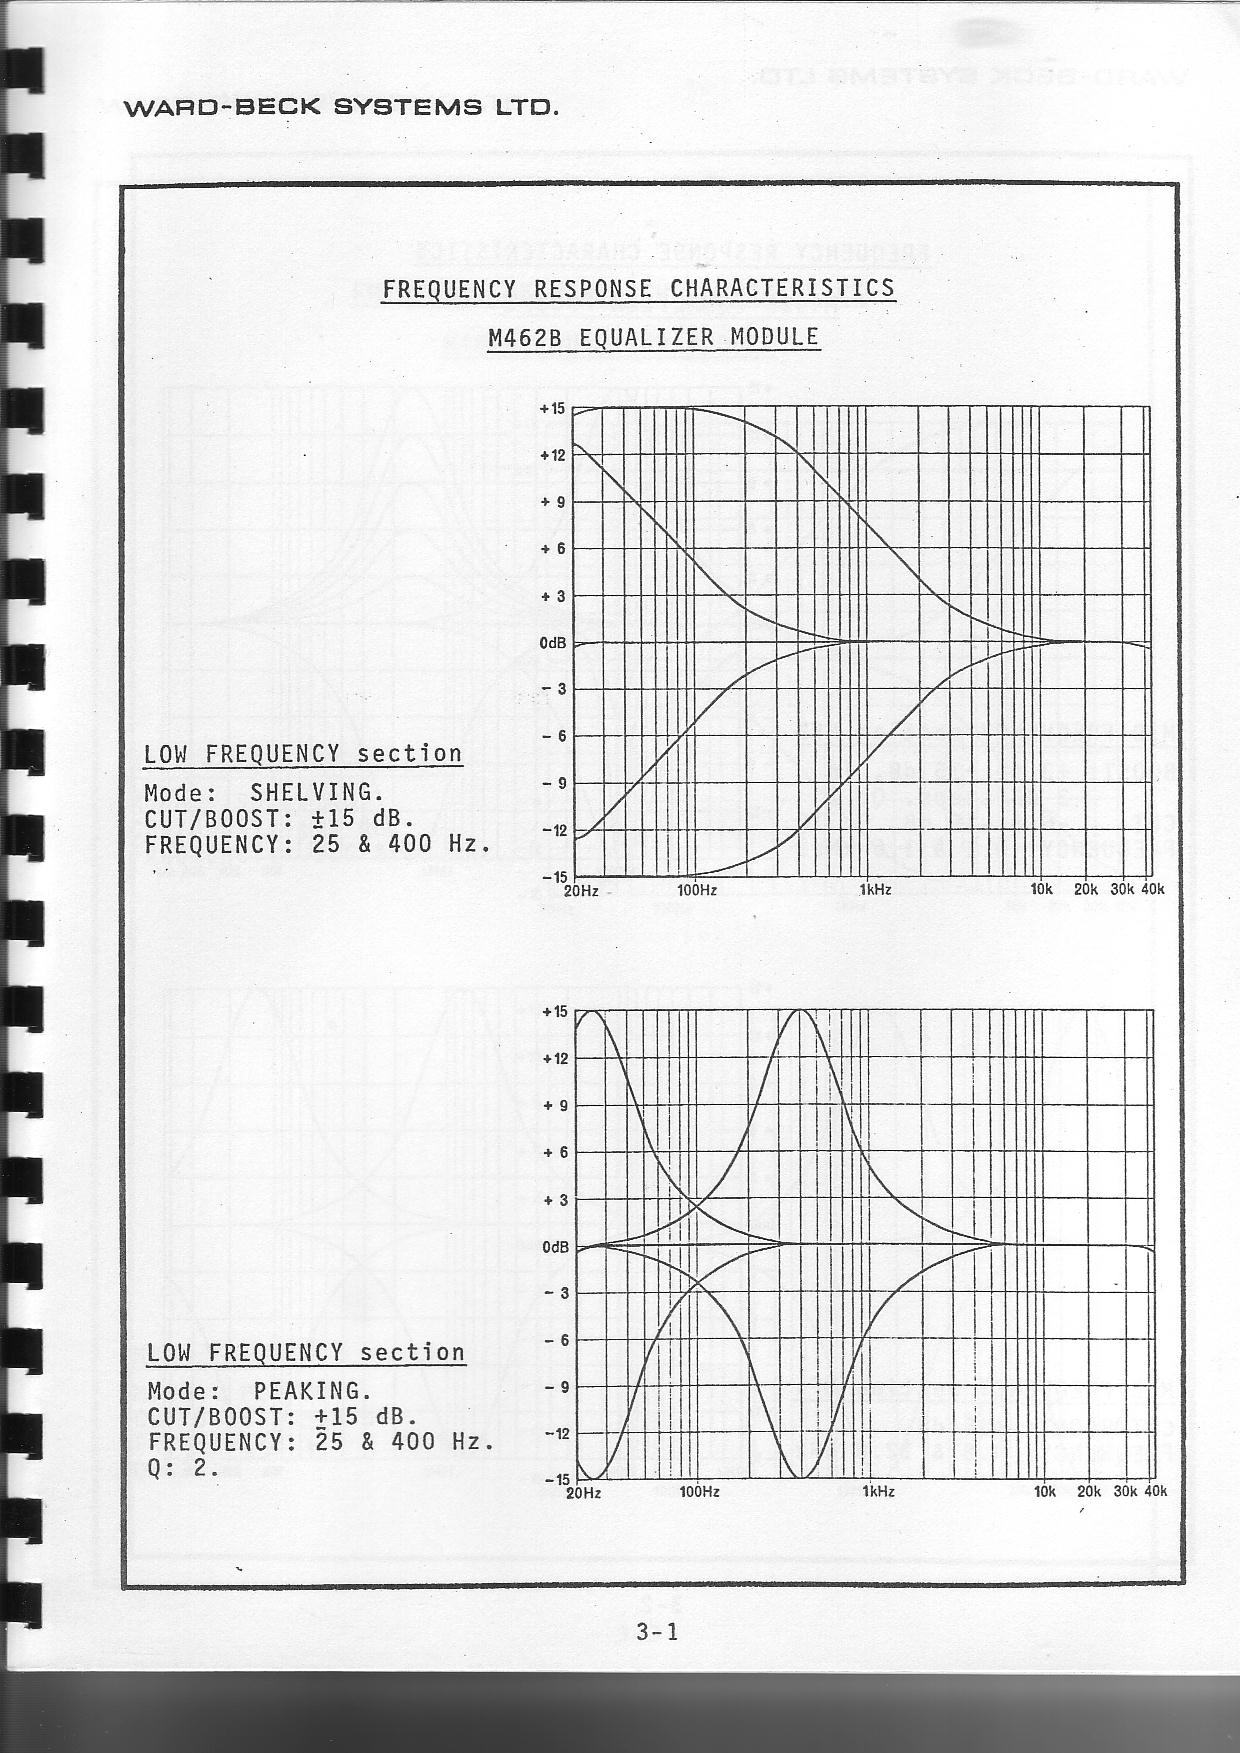 WARD-BECK SYSTEMS LTD.
FREQUENCY RESPONSE CHARACTERISTICS
M462B EQUALIZER MODULE
+15
+12
+ 9
+ 6
+ 3
0dB
- 3
- 6
- 9
-12
-15
20Hz 100Hz 1kHz 10k 20k 30k 40k
LOW FREQUENCY section
Mode: SHELVING.
CUT/BOOST: ±15 dB.
FREQUENCY: 25 & 400 Hz.
+15
+12
+ 9
+ 6
+ 3
0dB
- 3
- 6
- 9
-12
-15
20Hz 100Hz 1kHz 10k 20k 30k 40k
LOW FREQUENCY section
Mode: PEAKING.
CUT/BOOST: ±15 dB.
FREQUENCY: 25 & 400 Hz.
Q: 2.
3-1